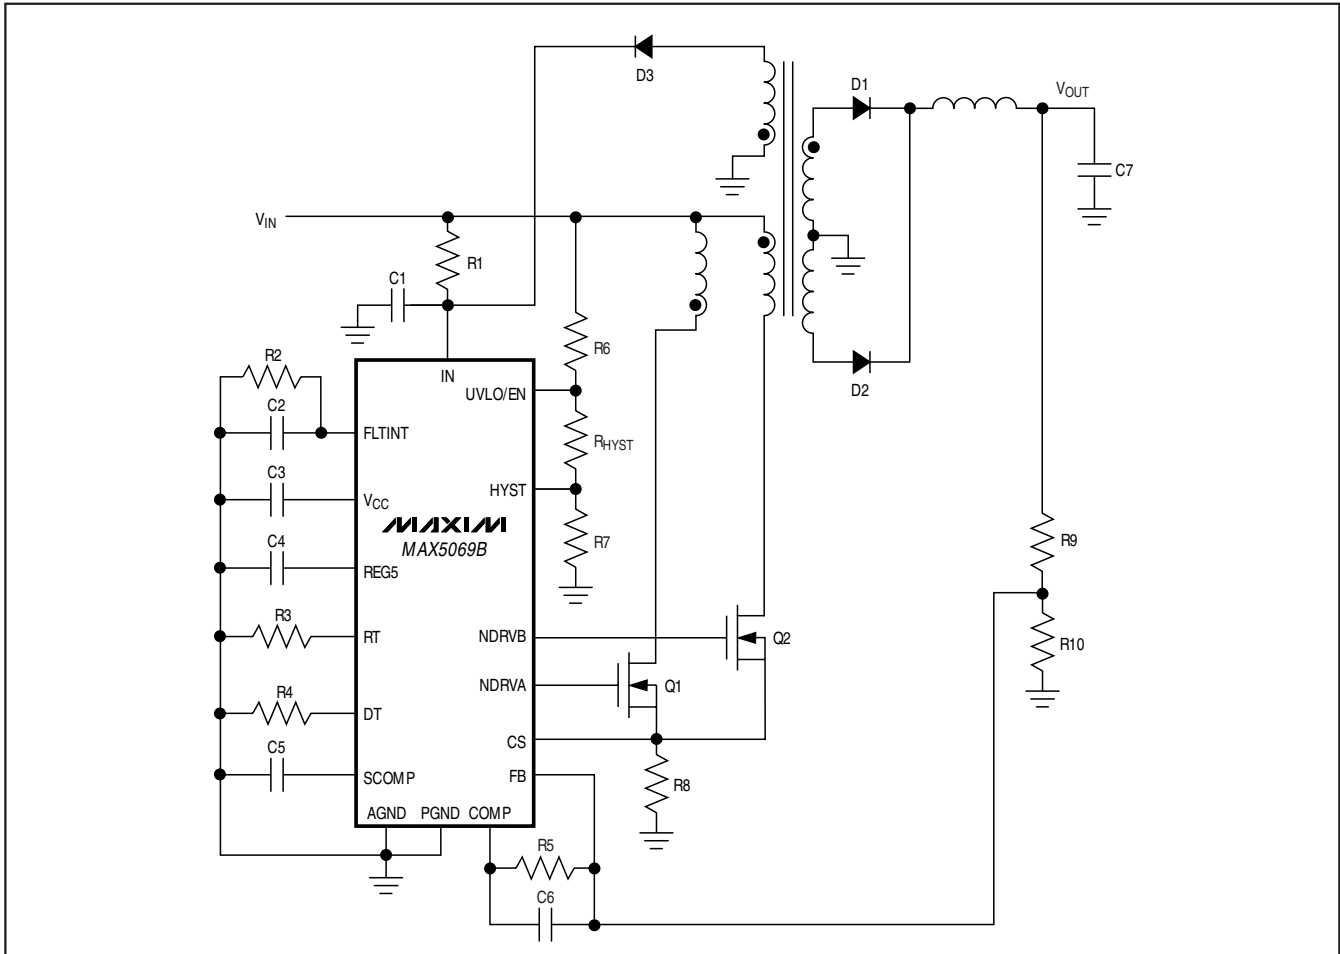 D3
D1
VOUT
C7
VIN
R1
C1
R6
D2
R2
IN
UVLO/EN
C2
FLTINT
RHYST
C3
VCC
HYST
MAXIM
MAX5069B
R7
R9
C4
REG5
R3
RT
NDRVB
Q2
R10
R4
NDRVA
Q1
DT
C5
CS
SCOMP
FB
R8
AGND
PGND
COMP
R5
C6